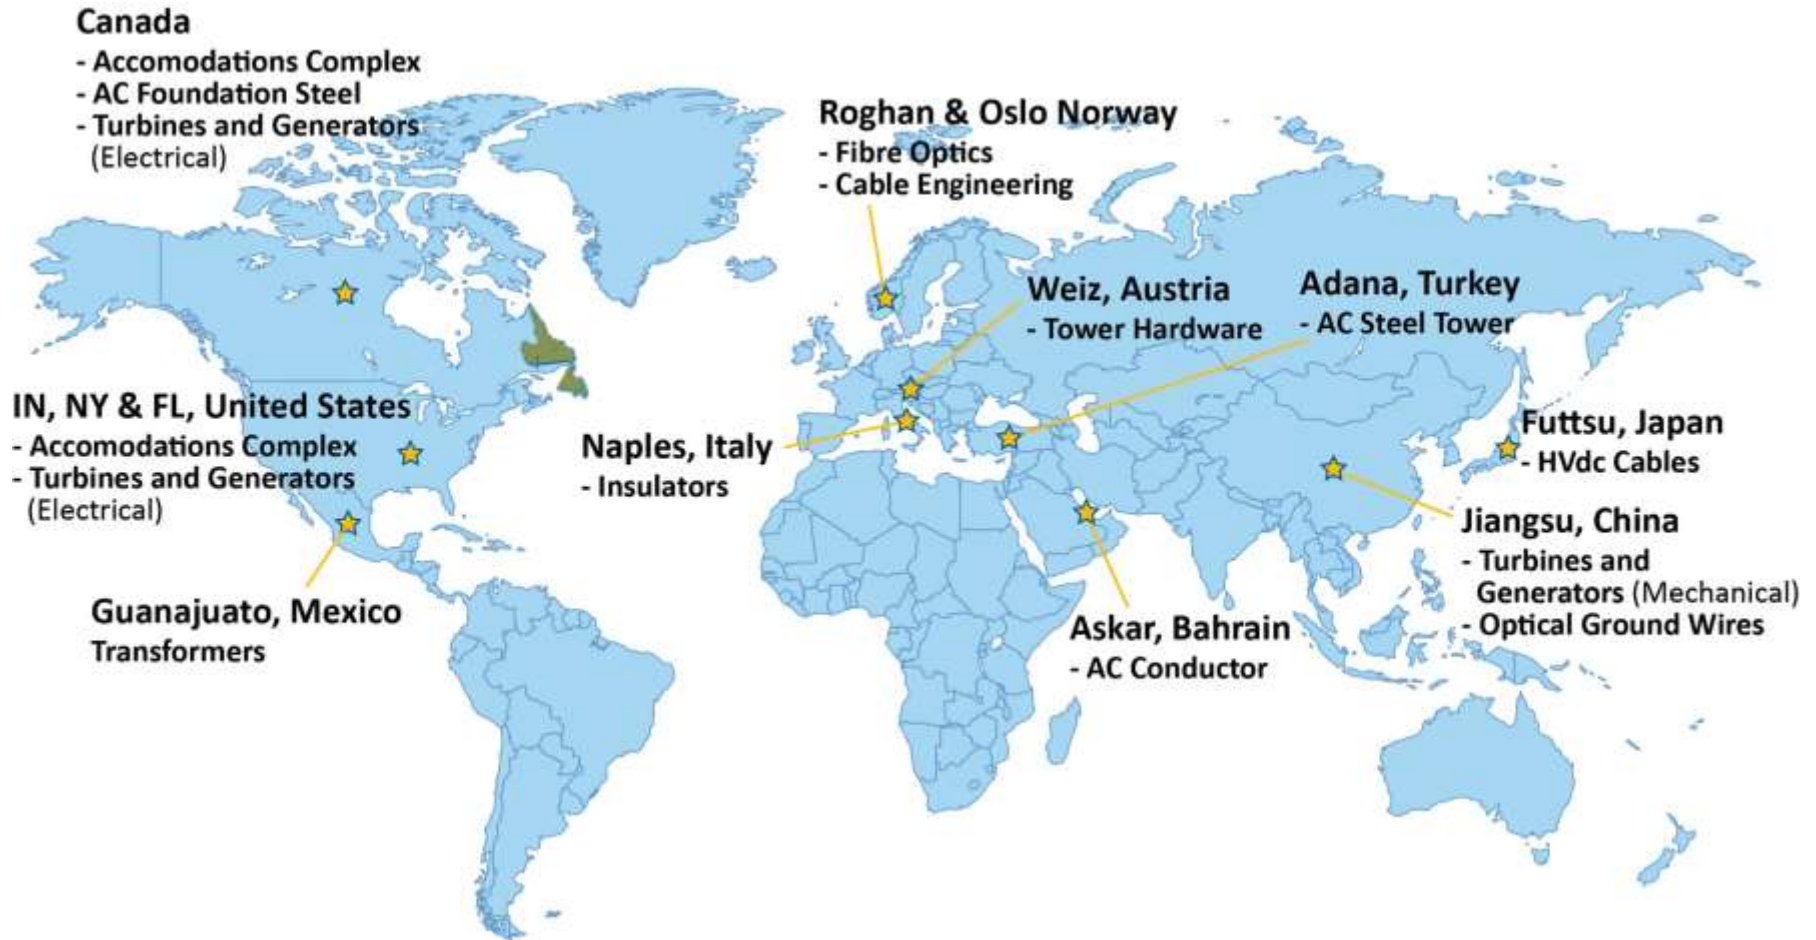 Canada
- Accomodations Complex
- AC Foundation Steel
- Turbines and Generators
(Electrical)
Roghan & Oslo Norway
- Fibre Optics
- Cable Engineering
Weiz, Austria
- Tower Hardware
Adana, Turkey
- AC Steel Tower
IN, NY & FL, United States
- Accomodations Complex
- Turbines and Generators
(Electrical)
Naples, Italy
- Insulators
Futtsu, Japan
- HVdc Cables
Jiangsu, China
- Turbines and
Generators (Mechanical)
- Optical Ground Wires
Guanajuato, Mexico
Transformers
Askar, Bahrain
- AC Conductor